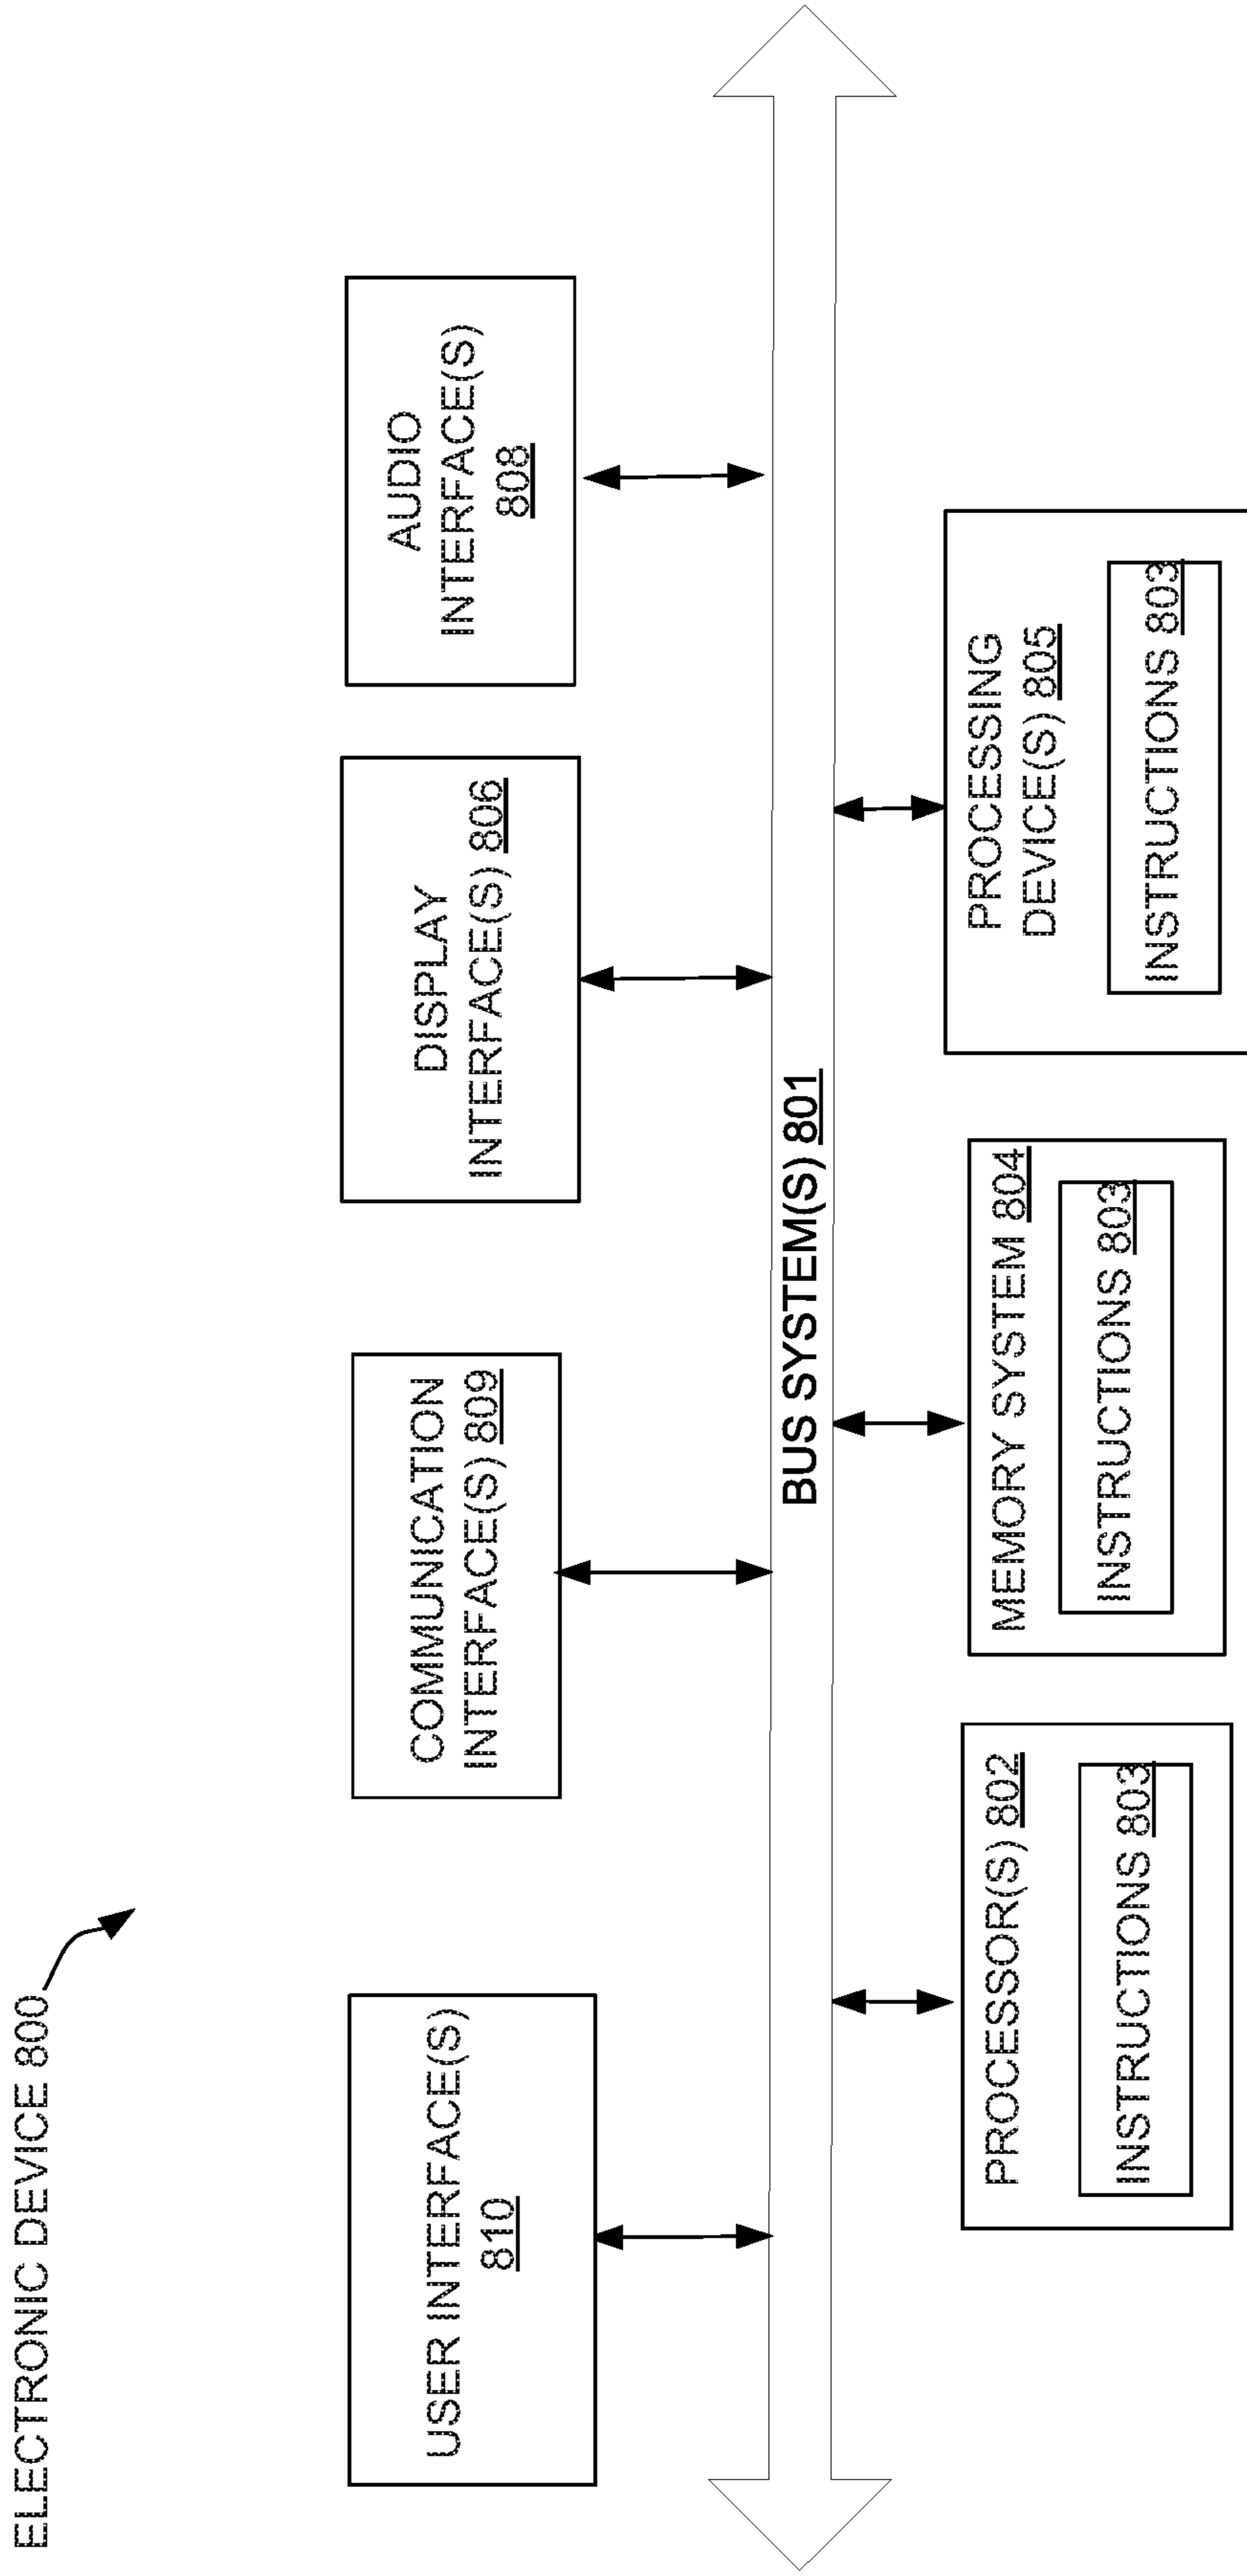 ELECTRONIC DEVICE 800
USER INTERFACE(S)
810
COMMUNICATION
INTERFACE(S) 809
DISPLAY
INTERFACE(S) 806
AUDIO
INTERFACE(S)
808
BUS SYSTEM(S) 801
PROCESSOR(S) 802
INSTRUCTIONS 803
MEMORY SYSTEM 804
INSTRUCTIONS 803
PROCESSING
DEVICE(S) 805
INSTRUCTIONS 803